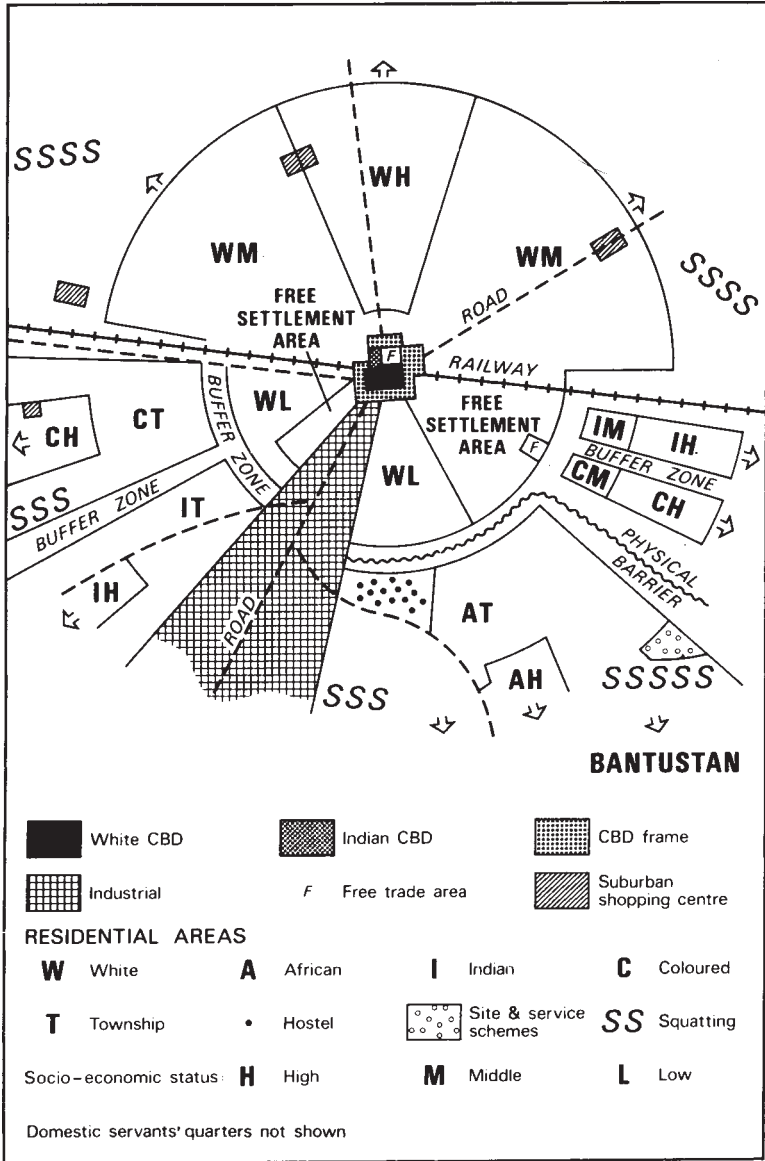 SSSS
WH
WM
WM
SSSS
FREE
SETTLEMENT
AREA
ROAD
F
RAILWAY
CH
CT
BUFFER ZONE
WL
FREE
SETTLEMENT
AREA
F
IM
IH.
BUFFER ZONE
CM
CH
WL
SSS
BUFFER ZONE
IT
PHYSICAL
BARRIER
IH
ROAD
AT
AH
SSS
SSSSS
BANTUSTAN
White CBD
Indian CBD
CBD frame
Industrial
F Free trade area
Suburban
shopping centre
RESIDENTIAL AREAS
W White A African I Indian C Coloured
T Township • Hostel Site & service
schemes SS Squatting
Socio-economic status: H High M Middle L Low
Domestic servants' quarters not shown